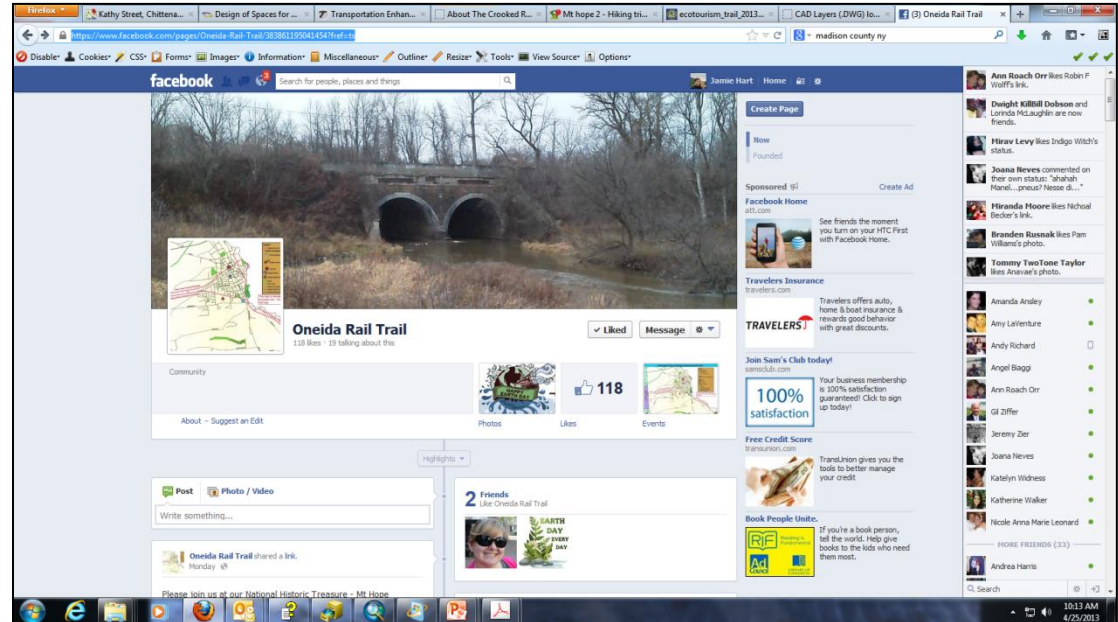 Firefox
Kathy Street, Chittena...
Design of Spaces for ...
Transportation Enhan...
About The Crooked R...
Mt hope 2 - Hiking tri...
ecotourism_trail_2013...
CAD Layers (.DWG) lo...
(3) Oneida Rail Trail
https://www.facebook.com/pages/Oneida-Rail-Trail/383861195041454?fref=ts
madison county ny
Disable Cookies CSS Forms Images Information Miscellaneous Outline Resize Tools View Source Options
facebook
3
Search for people, places and things
Jamie Hart Home
Oneida Rail Trail
118 likes · 19 talking about this
Liked
Message
Community
About – Suggest an Edit
HAPPY
EARTH DAY
Photos
118
Likes
Events
Highlights
Post
Photo / Video
Write something...
Oneida Rail Trail shared a link.
Monday
Please join us at our National Historic Treasure - Mt Hope
2 Friends
Like Oneida Rail Trail
EARTH
DAY
EVERY
DAY
Create Page
Now
Founded
Sponsored
Create Ad
Facebook Home
att.com
See friends the moment
you turn on your HTC First
with Facebook Home.
Travelers Insurance
travelers.com
TRAVELERS
Travelers offers auto,
home & boat insurance &
rewards good behavior
with great discounts.
Join Sam's Club today!
samsclub.com
100%
satisfaction
Your business membership
is 100% satisfaction
guaranteed! Click to sign
up today!
Free Credit Score
transunion.com
TransUnion gives you the
tools to better manage
your credit
Book People Unite.
RIF
Ad
If you're a book person,
tell the world. Help give
books to the kids who need
them most.
Ann Roach Orr likes Robin F
Wolff's link.
Dwight KillBill Dobson and
Lorinda McLaughlin are now
friends.
Mirav Levy likes Indigo Witch's
status.
Joana Neves commented on
their own status: "ahahah
Manel...pneus? Nesse di..."
Miranda Moore likes Nichoal
Becker's link.
Branden Rusnak likes Pam
Williams's photo.
Tommy TwoTone Taylor
likes Anavae's photo.
Amanda Ansley
Amy LaVenture
Andy Richard
Angel Biaggi
Ann Roach Orr
Gil Ziffer
Jeremy Zier
Joana Neves
Katelyn Widness
Katherine Walker
Nicole Anna Marie Leonard
MORE FRIENDS (33)
Andrea Harris
Search
10:13 AM
4/25/2013